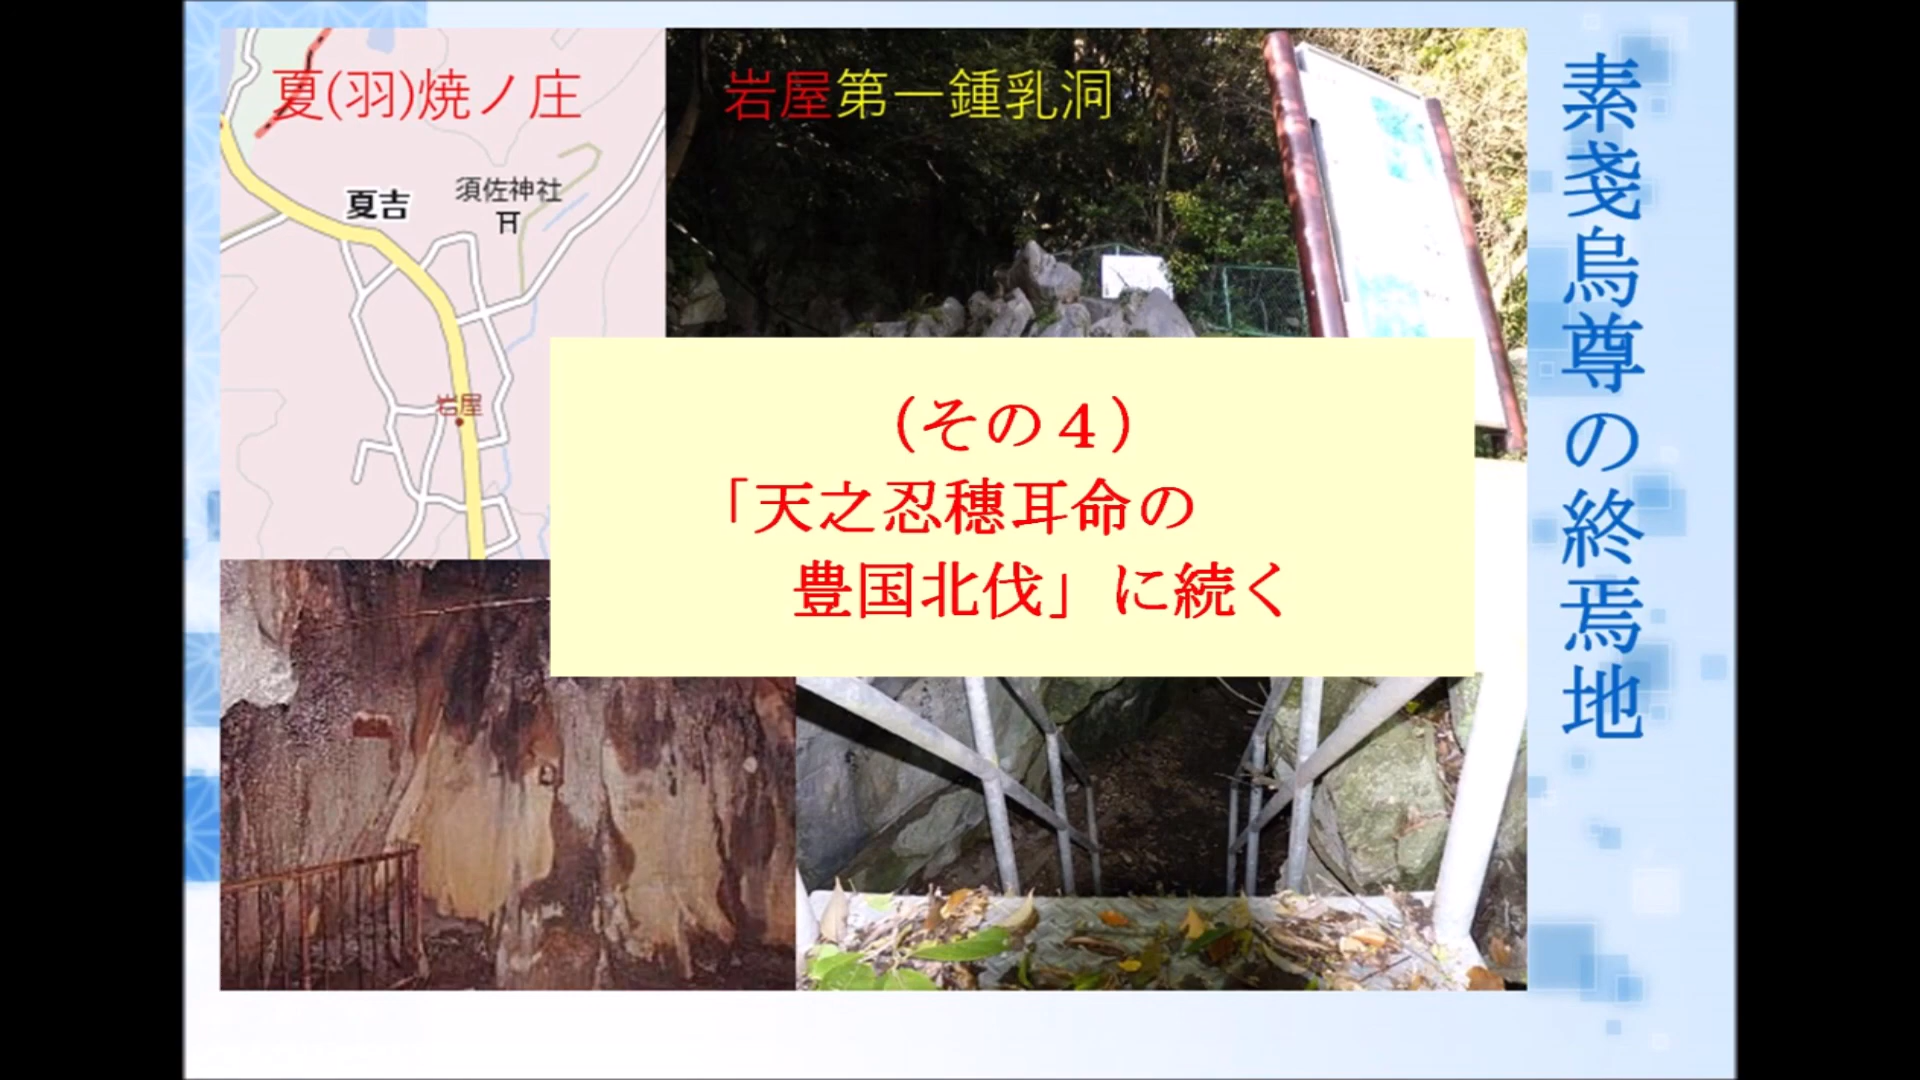 素戔烏尊の終焉地
夏(羽)焼ノ庄
岩屋第一鍾乳洞
夏吉
須佐神社
岩屋
（その４）
「天之忍穗耳命の
豊国北伐」に続く